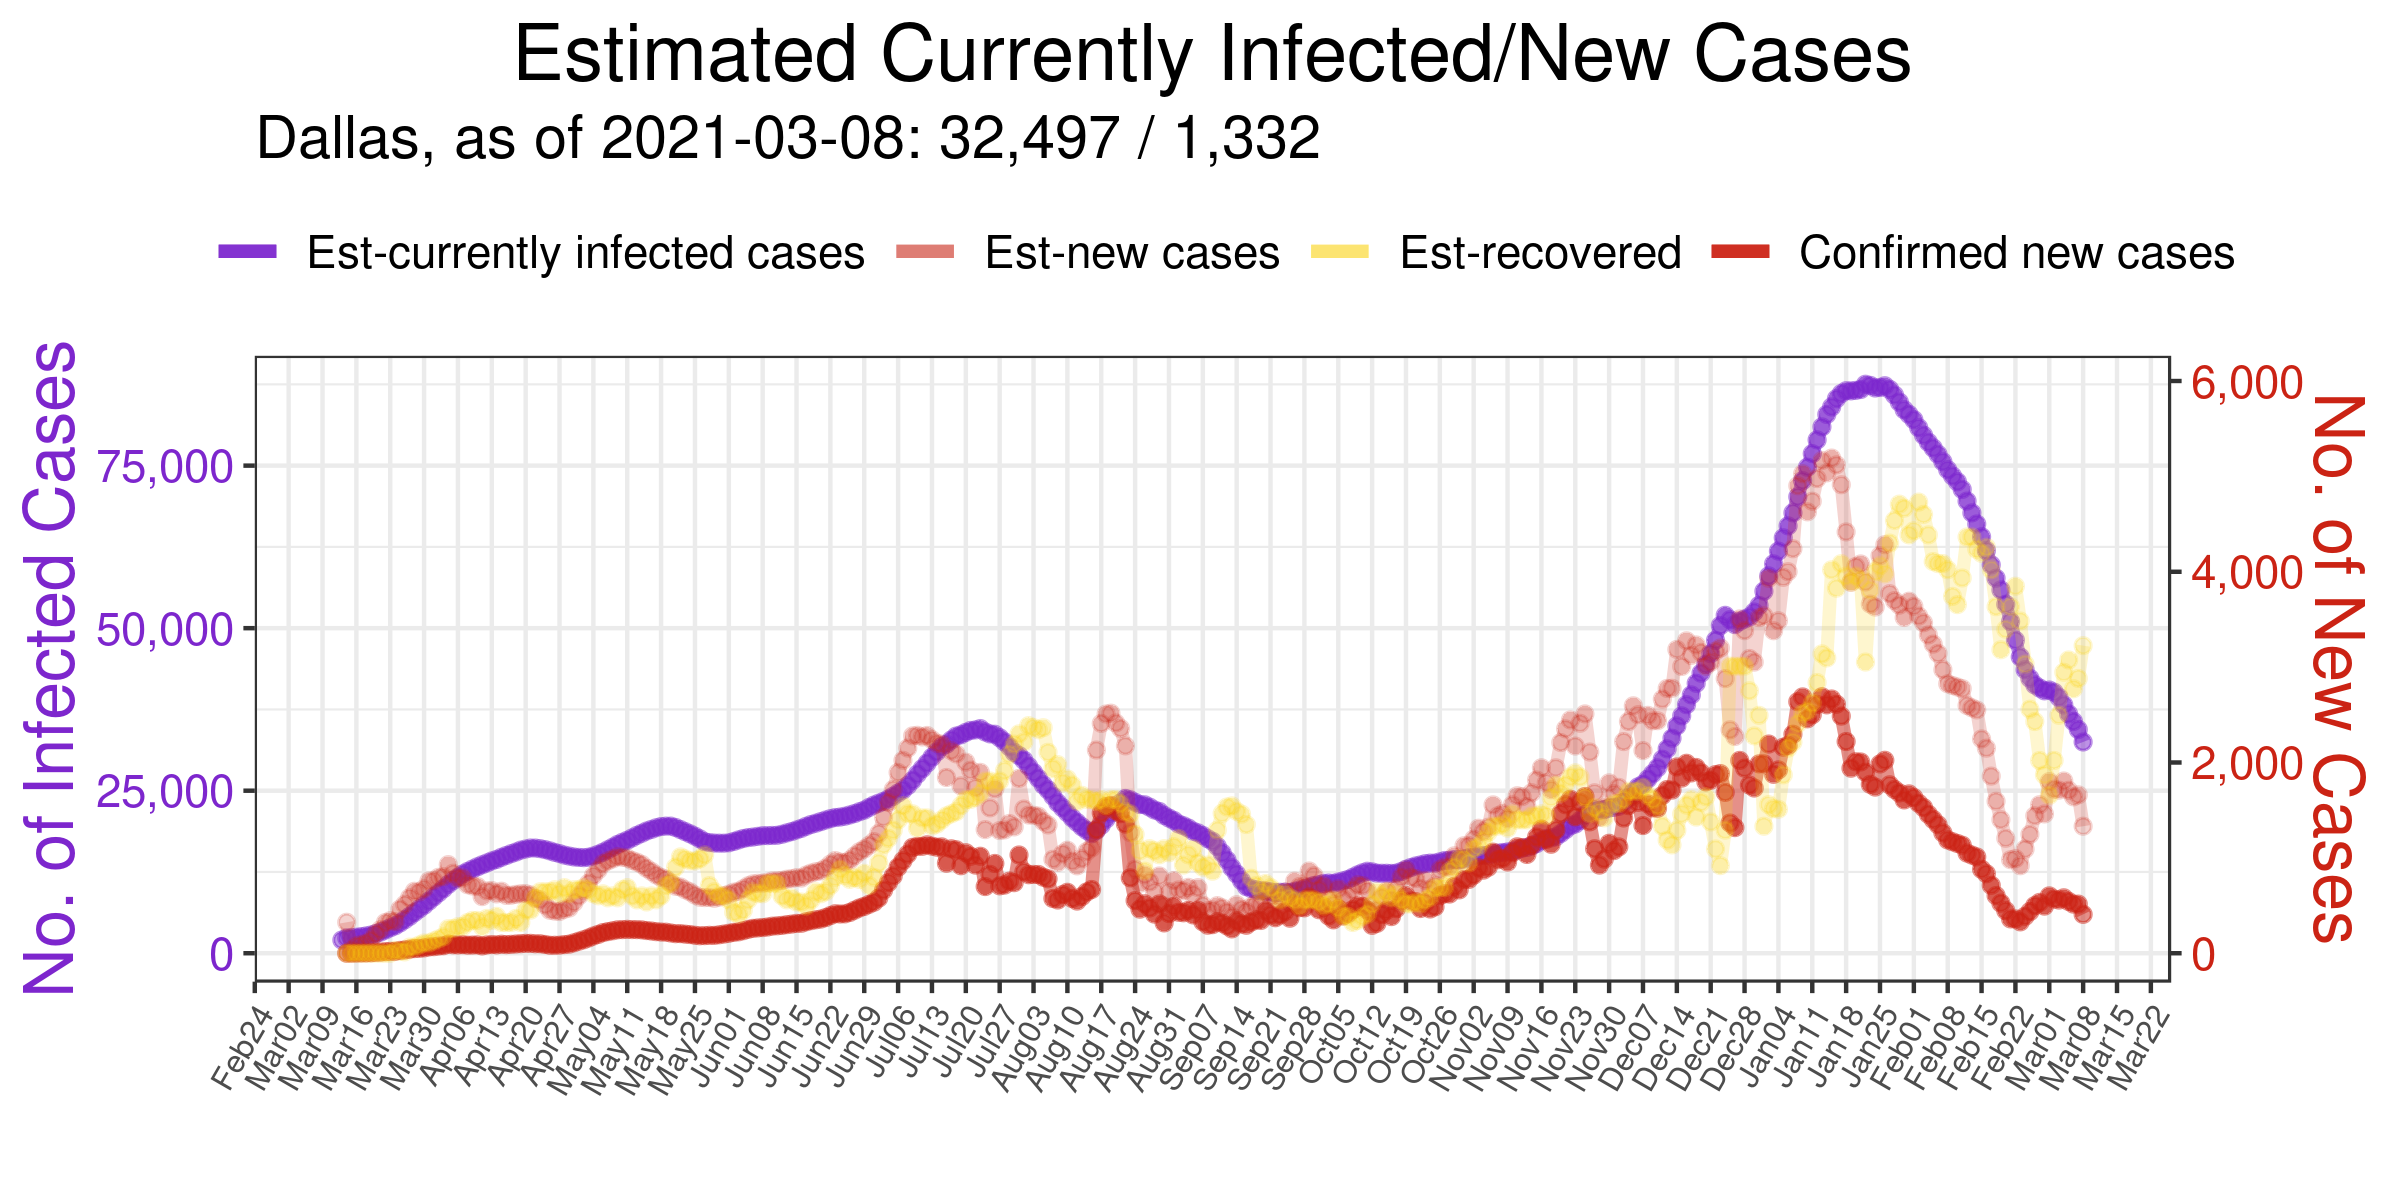 Estimated Currently Infected/New Cases
Dallas, as of 2021-03-08: 32,497 / 1,332
Est-currently infected cases Est-new cases Est-recovered Confirmed new cases
No. of Infected Cases
75,000
50,000
25,000
0
6,000
4,000
2,000
0
No. of New Cases
Feb24 Mar02 Mar09 Mar16 Mar23 Mar30 Apr06 Apr13 Apr20 Apr27 May04 May11 May18 May25 Jun01 Jun08 Jun15 Jun22 Jun29 Jul06 Jul13 Jul20 Jul27 Aug03 Aug10 Aug17 Aug24 Aug31 Sep07 Sep14 Sep21 Sep28 Oct05 Oct12 Oct19 Oct26 Nov02 Nov09 Nov16 Nov23 Nov30 Dec07 Dec14 Dec21 Dec28 Jan04 Jan11 Jan18 Jan25 Feb01 Feb08 Feb15 Feb22 Mar01 Mar08 Mar15 Mar22